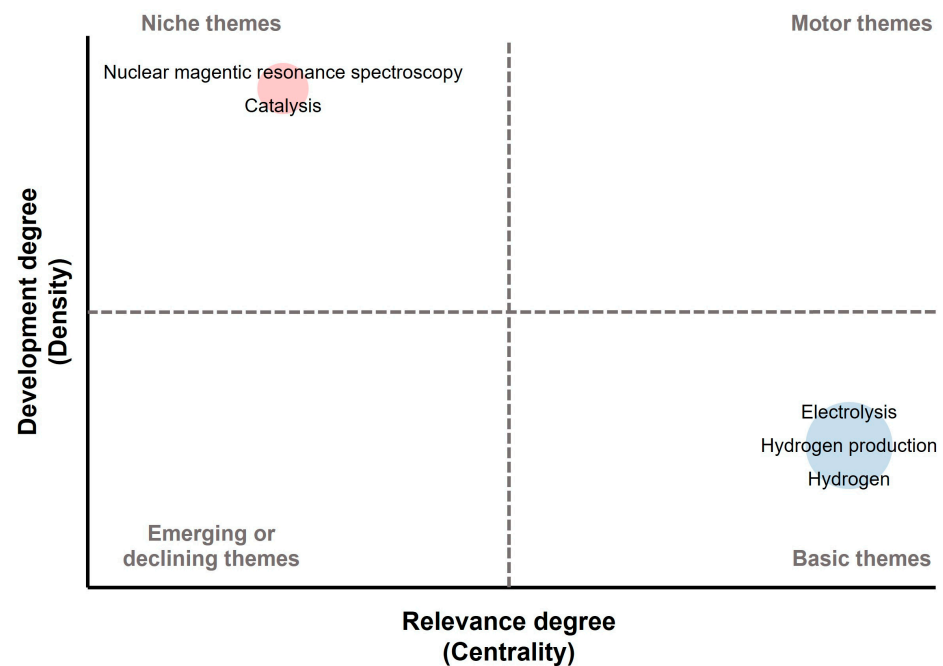 Niche themes
Motor themes
Nuclear magentic resonance spectroscopy
Catalysis
Development degree
(Density)
Electrolysis
Hydrogen production
Hydrogen
Emerging or
declining themes
Basic themes
Relevance degree
(Centrality)